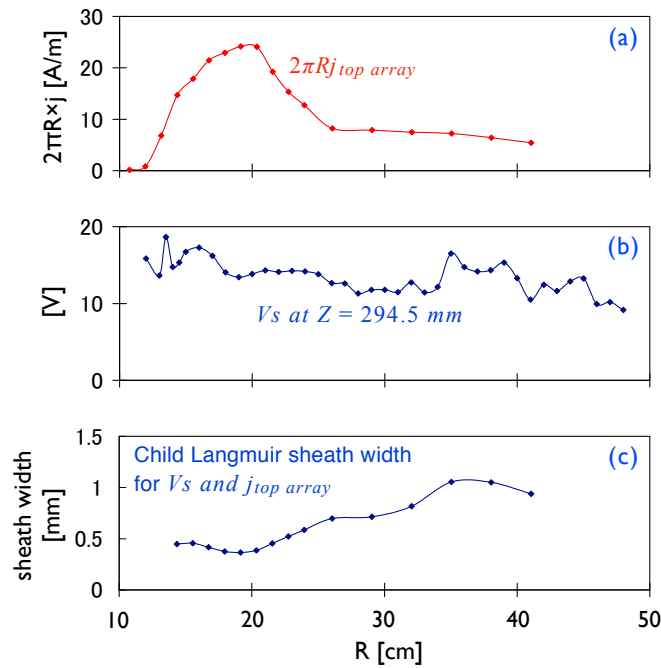 30
(a)
2πR×j [A/m]
20
2πRj top array
10
0
20
(b)
[V]
10
Vs at Z = 294.5 mm
0
1.5
Child Langmuir sheath width
(c)
for Vs and j top array
sheath width
[mm]
1
0.5
0
10 20 30 40 50
R [cm]